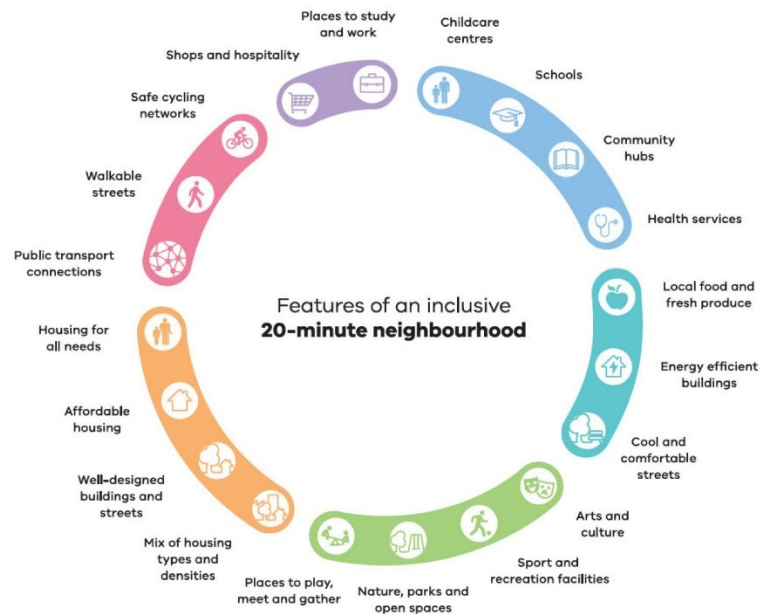 Places to study
and work
Childcare
centres
Shops and hospitality
Schools
Safe cycling
networks
Community
hubs
Walkable
streets
Health services
Public transport
connections
Local food and
fresh produce
Features of an inclusive
20-minute neighbourhood
Housing for
all needs
Energy efficient
buildings
Affordable
housing
Cool and
comfortable
streets
Well-designed
buildings and
streets
Arts and
culture
Mix of housing
types and
densities
Sport and
recreation facilities
Places to play,
meet and gather
Nature, parks and
open spaces